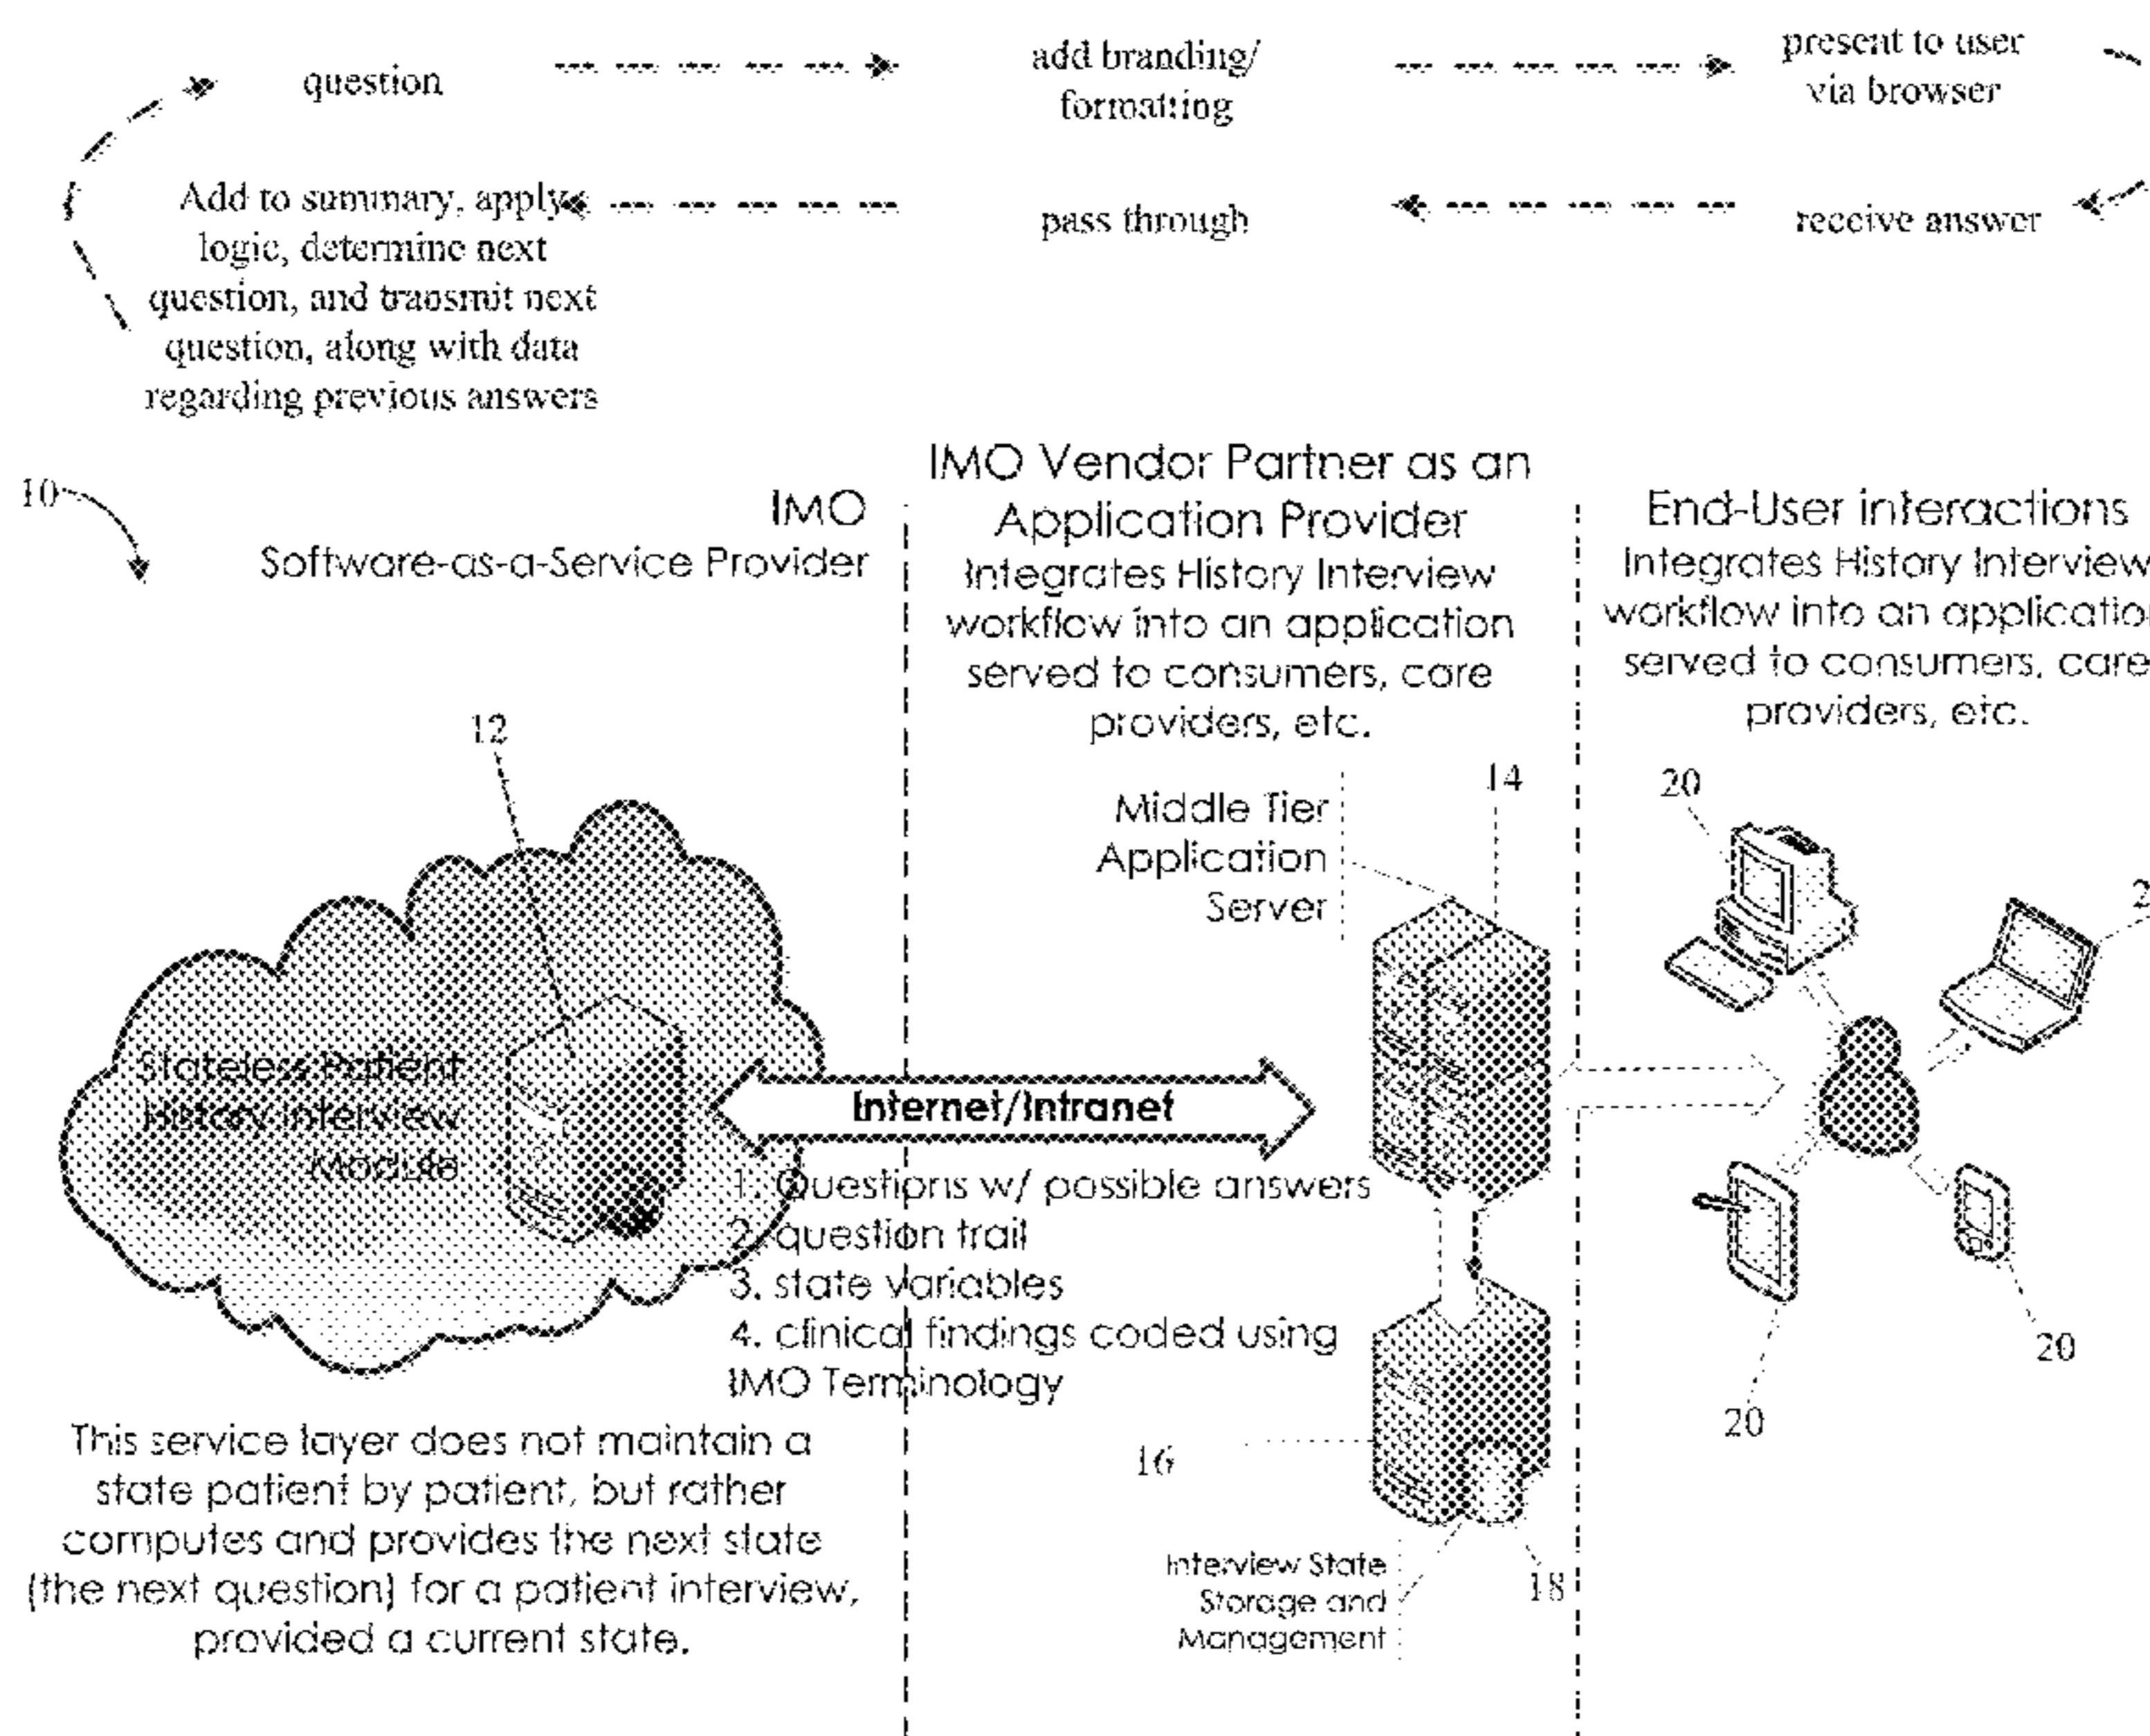 question
add branding/
formatting
present to user
via browser
Add to summary, apply
logic, determine next
question, and transmit next
question, along with data
regarding previous answers
pass through
receive answer
10
IMO
Software-as-a-Service Provider
IMO Vendor Partner as an
Application Provider
Integrates History Interview
workflow into an application
served to consumers, care
providers, etc.
End-User interactions
Integrates History Interview
workflow into an
served to consumers, care
providers, etc.
12
Middle Tier
Application
Server
14
20
Stateless Patient
History Interview
Module
Internet/Intranet
1. Questions w/ possible answers
2. question trail
3. state variables
4. clinical findings coded using
IMO Terminology
20
20
16
Interview State
Storage and
Management
18
This service layer does not maintain a
state patient by patient, but rather
computes and provides the next state
(the next question) for a patient interview,
provided a current state.